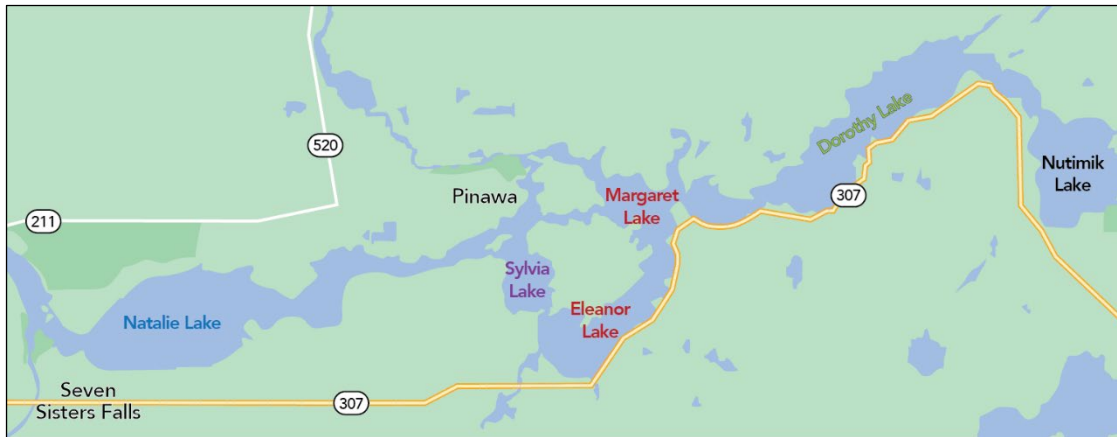 520
211
Pinawa
Natalie Lake
Seven
Sisters Falls
307
Sylvia
Lake
Eleanor
Lake
Margaret
Lake
Dorothy Lake
307
Nutimik
Lake